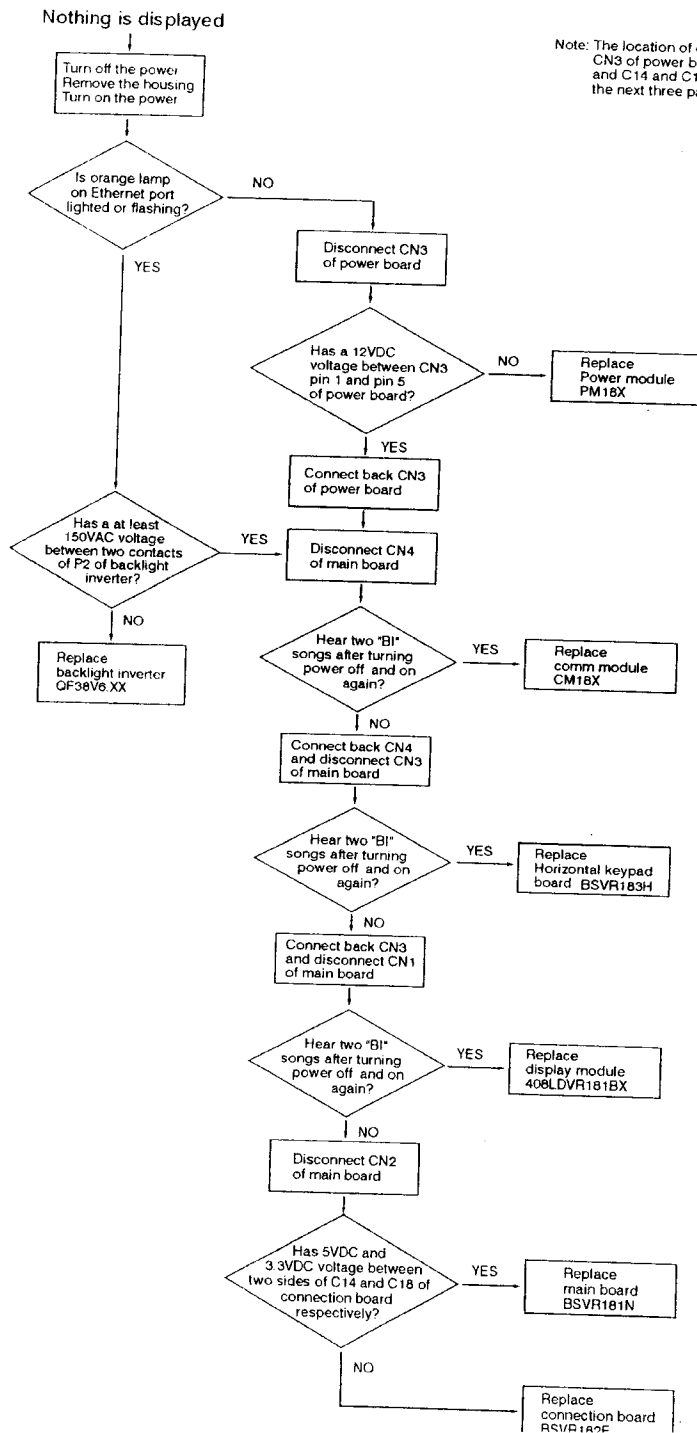 Nothing is displayed
Note: The location of
CN3 of power b
and C14 and C1
the next three pa
Turn off the power
Remove the housing
Turn on the power
Is orange lamp
on Ethernet port
lighted or flashing?
NO
YES
Disconnect CN3
of power board
Has a 12VDC
voltage between CN3
pin 1 and pin 5
of power board?
NO
Replace
Power module
PM18X
YES
Connect back CN3
of power board
Has a at least
150VAC voltage
between two contacts
of P2 of backlight
inverter?
YES
Disconnect CN4
of main board
NO
Replace
backlight inverter
QF38V6.XX
Hear two "BI"
songs after turning
power off and on
again?
YES
Replace
comm module
CM18X
NO
Connect back CN4
and disconnect CN3
of main board
Hear two "BI"
songs after turning
power off and on
again?
YES
Replace
Horizontal keypad
board BSVR183H
NO
Connect back CN3
and disconnect CN1
of main board
Hear two "BI"
songs after turning
power off and on
again?
YES
Replace
display module
408LDVR181BX
NO
Disconnect CN2
of main board
Has 5VDC and
3.3VDC voltage between
two sides of C14 and C18 of
connection board
respectively?
YES
Replace
main board
BSVR181N
NO
Replace
connection board